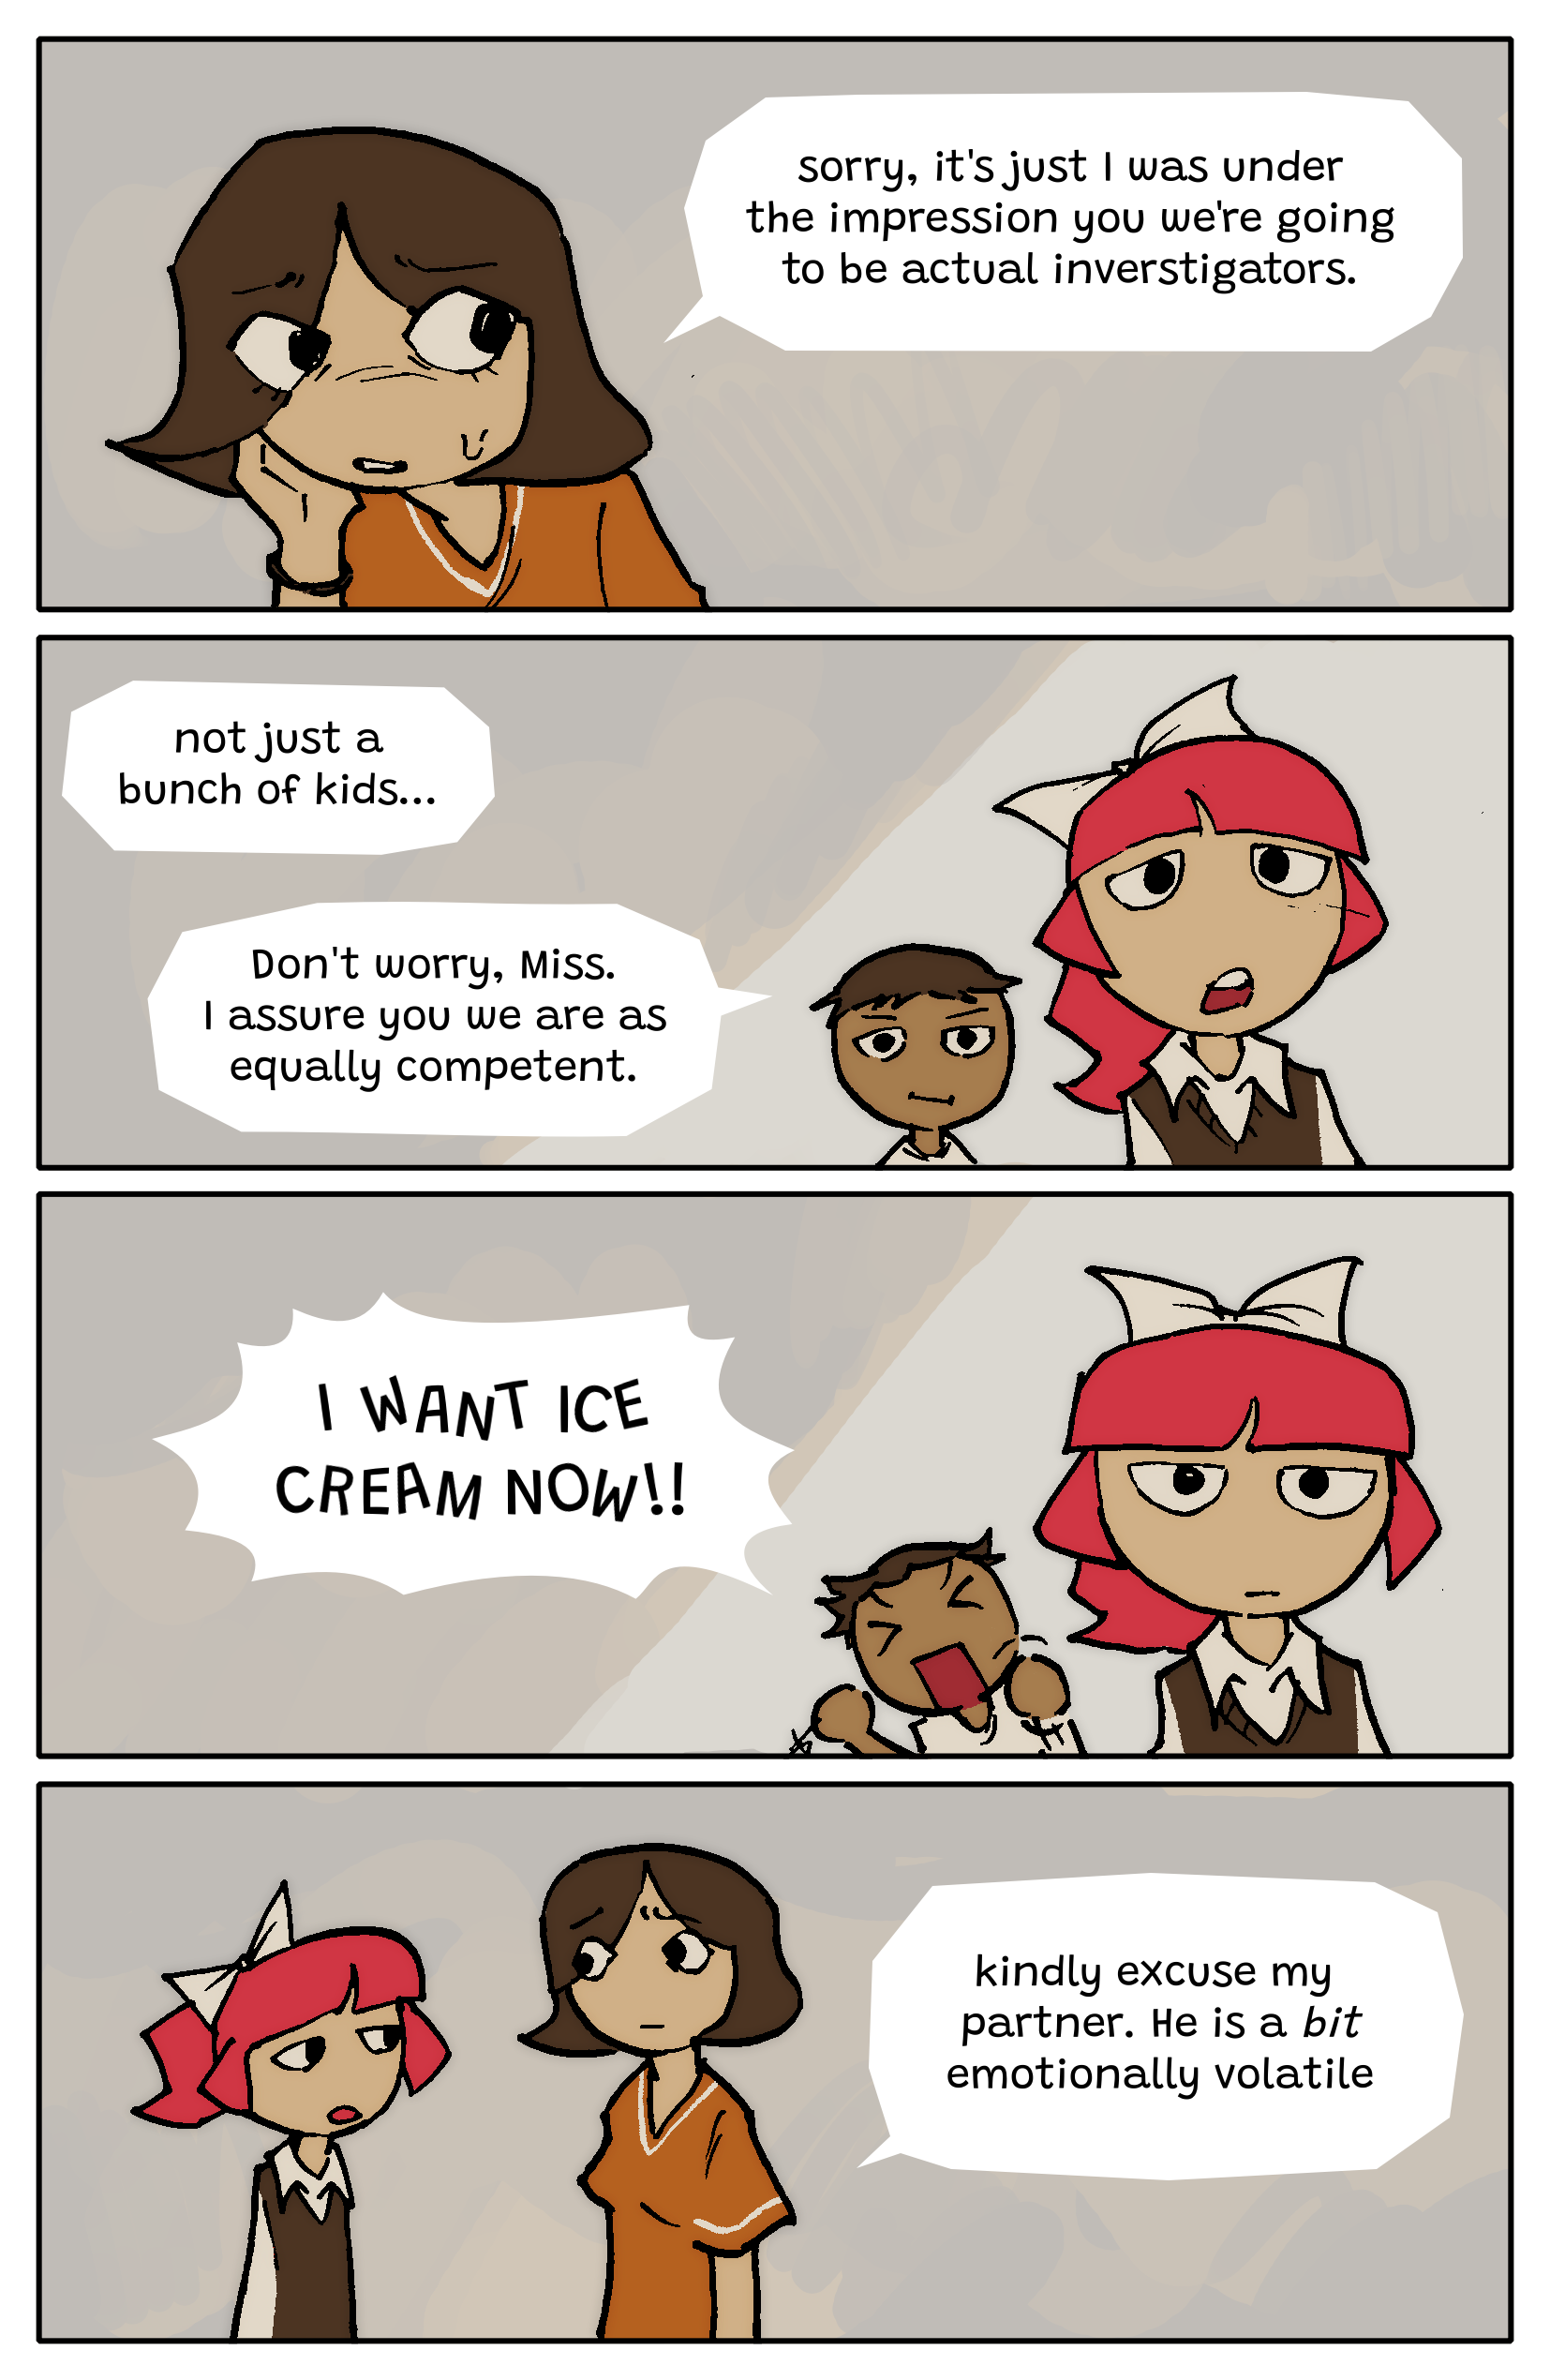 sorry, it's just I was under
the impression you we're going
to be actual inverstigators.
not just a
bunch of kids...
Don't worry, Miss.
I assure you we are as
equally competent.
I WANT ICE
CREAM NOW!!
kindly excuse my
partner. He is a bit
emotionally volatile